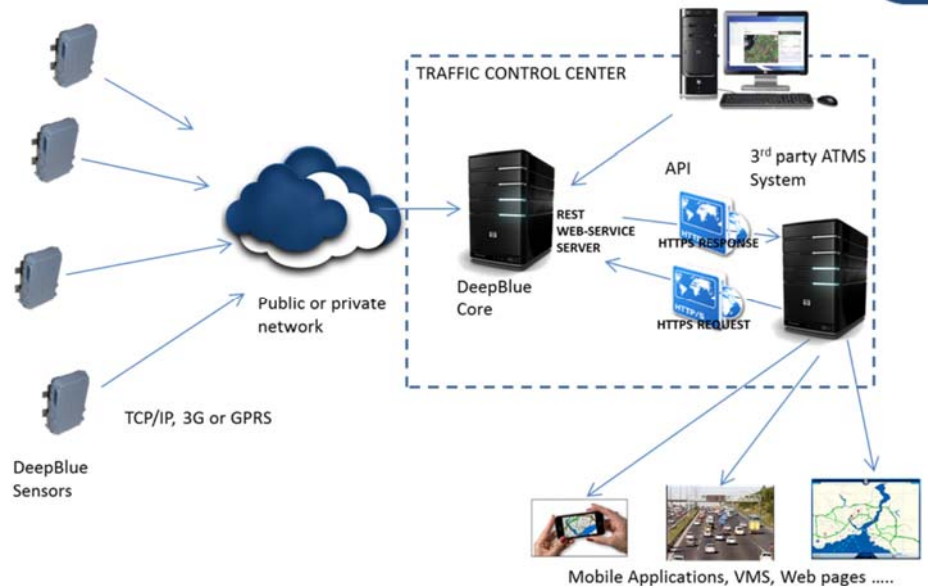 TRAFFIC CONTROL CENTER
API
3rd party ATMS
System
REST
WEB-SERVICE
SERVER
HTTPS RESPONSE
HTTP/S
HTTPS REQUEST
DeepBlue
Core
Public or private
network
TCP/IP, 3G or GPRS
DeepBlue
Sensors
Mobile Applications, VMS, Web pages .....